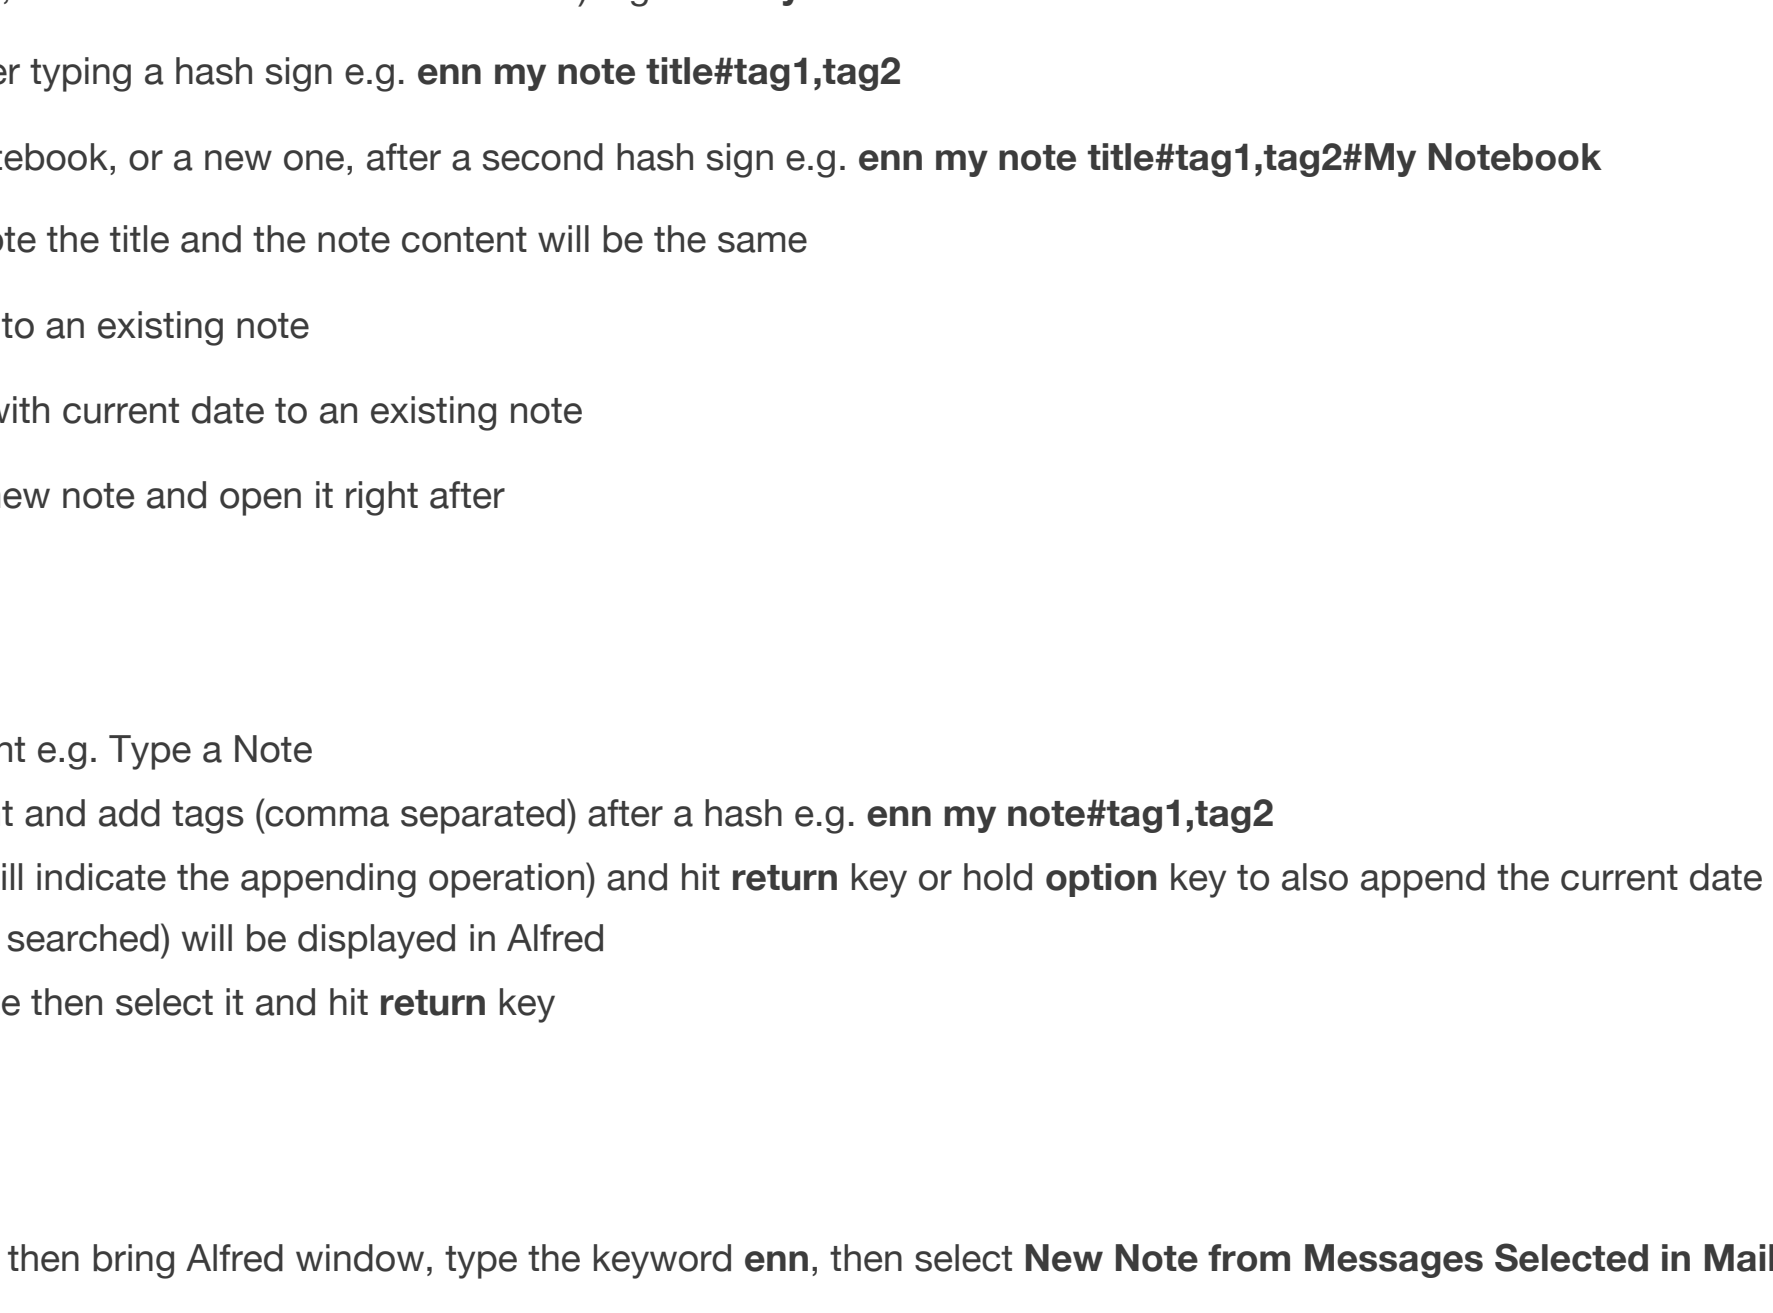 er typing a hash sign e.g. enn my note title#tag1,tag2
tebook, or a new one, after a second hash sign e.g. enn my note title#tag1,tag2#My Notebook
ote the title and the note content will be the same
to an existing note
with current date to an existing note
new note and open it right after
nt e.g. Type a Note
t and add tags (comma separated) after a hash e.g. enn my note#tag1,tag2
ill indicate the appending operation) and hit return key or hold option key to also append the current date
searched) will be displayed in Alfred
e then select it and hit return key
then bring Alfred window, type the keyword enn, then select New Note from Messages Selected in Mail